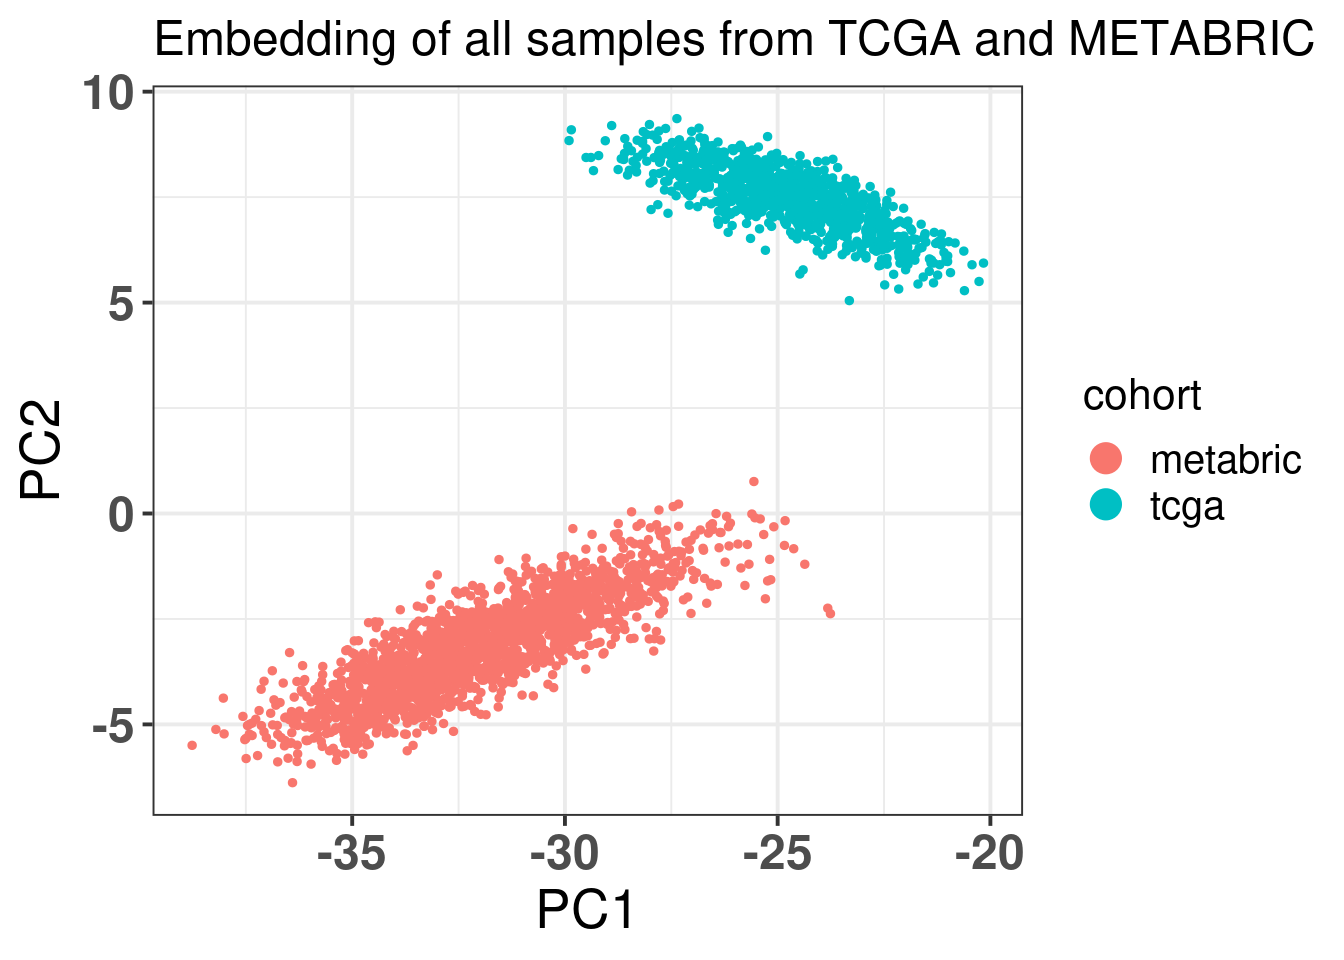 Embedding of all samples from TCGA and METABRIC
10
5
0
-5
PC2
-35
-30
-25
-20
PC1
cohort
metabric
tcga